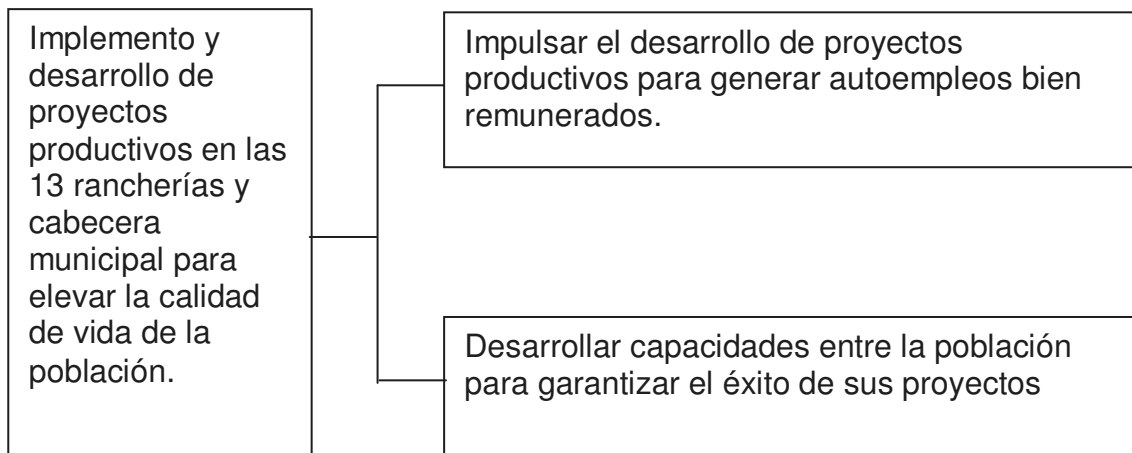 Implemento y
desarrollo de
proyectos
productivos en las
13 rancherías y
cabecera
municipal para
elevar la calidad
de vida de la
población.
Impulsar el desarrollo de proyectos
productivos para generar autoempleos bien
remunerados.
Desarrollar capacidades entre la población
para garantizar el éxito de sus proyectos